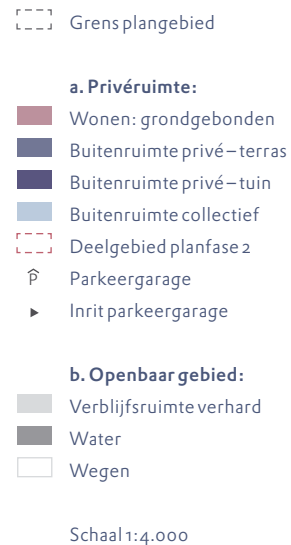 Grens plangebied
a. Privéruimte:
Wonen: grondgebonden
Buitenruimte privé – terras
Buitenruimte privé – tuin
Buitenruimte collectief
Deelgebied planfase 2
P Parkeergarage
Inrit parkeergarage
b. Openbaar gebied:
Verblijfsruimte verhard
Water
Wegen
Schaal 1:4.000